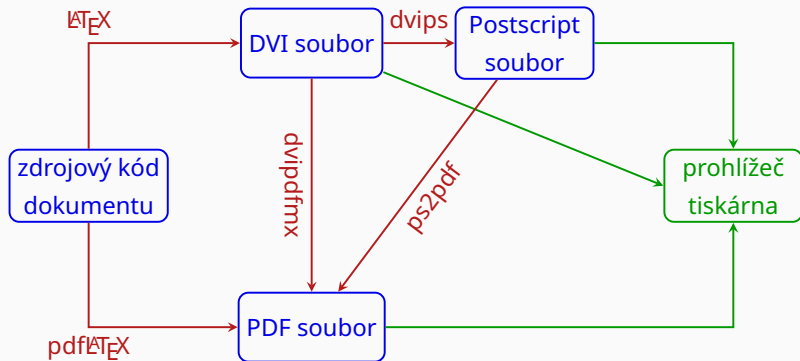 LATEX
DVI soubor
dvips
Postscript
soubor
zdrojový kód
dokumentu
dvipdfmx
ps2pdf
prohlížeč
tiskárna
PDF soubor
pdfLATEX